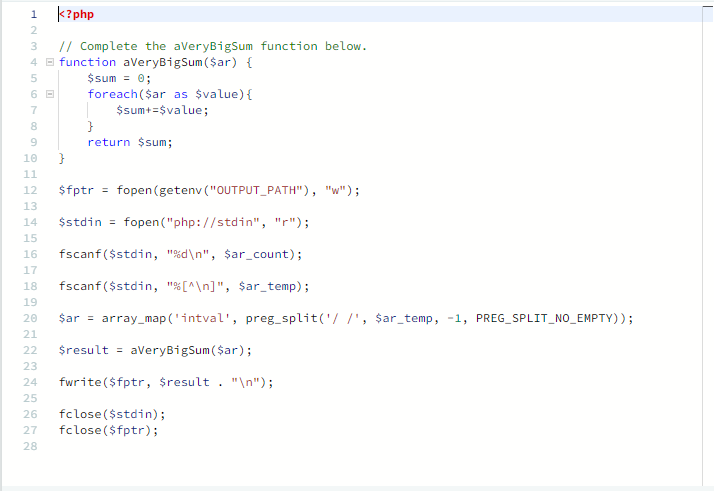 1 <?php
2
3 // Complete the aVeryBigSum function below.
4 function aVeryBigSum($ar) {
5 $sum = 0;
6 foreach($ar as $value){
7 $sum+=$value;
8 }
9 return $sum;
10 }
11
12 $fptr = fopen(getenv("OUTPUT_PATH"), "w");
13
14 $stdin = fopen("php://stdin", "r");
15
16 fscanf($stdin, "%d\n", $ar_count);
17
18 fscanf($stdin, "%[^\n]", $ar_temp);
19
20 $ar = array_map('intval', preg_split('/ /', $ar_temp, -1, PREG_SPLIT_NO_EMPTY));
21
22 $result = aVeryBigSum($ar);
23
24 fwrite($fptr, $result . "\n");
25
26 fclose($stdin);
27 fclose($fptr);
28